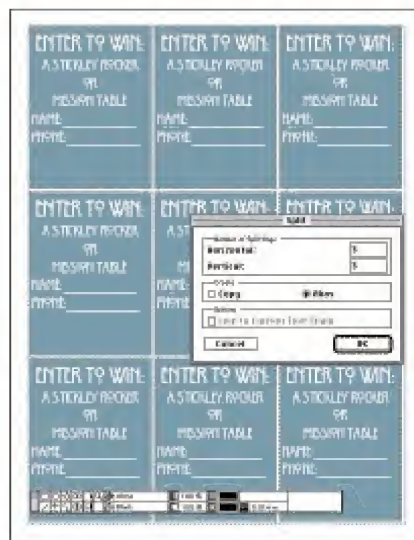 ENTER TO WIN: ENTER TO WIN: ENTER TO WIN:
A STICKLEY ROCKER A STICKLEY ROCKER A STICKLEY ROCKER
OR OR OR
MISSION TABLE MISSION TABLE MISSION TABLE
NAME: NAME: NAME:
PHONE: PHONE: PHONE:
ENTER TO WIN: ENTER TO WIN: ENTER TO WIN:
A STICKLEY ROCKER
Split
Horizontal: 3
Vertical: 3
Copy
Cancel OK
NAME:
PHONE: PHONE: PHONE:
ENTER TO WIN: ENTER TO WIN: ENTER TO WIN:
A STICKLEY ROCKER A STICKLEY ROCKER A STICKLEY ROCKER
OR OR OR
MISSION TABLE MISSION TABLE MISSION TABLE
NAME: NAME: NAME:
PHONE: PHONE: PHONE: